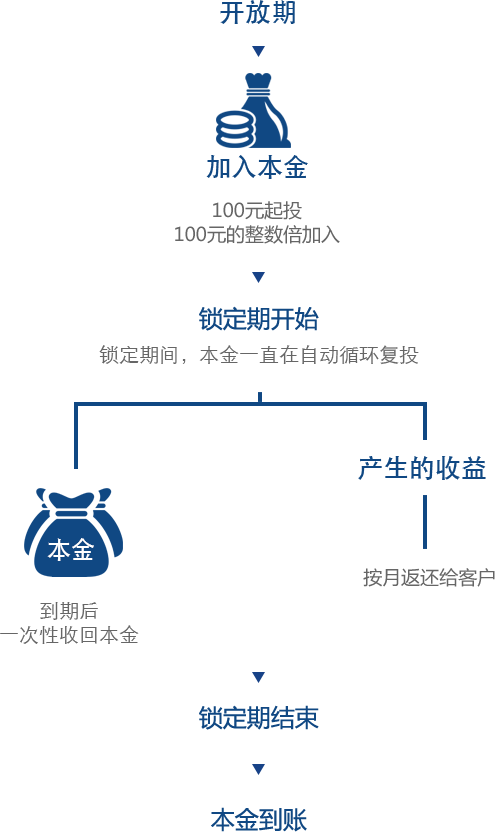 开放期
加入本金
100元起投
100元的整数倍加入
锁定期开始
锁定期间，本金一直在自动循环复投
产生的收益
本金
按月返还给客户
到期后
一次性收回本金
锁定期结束
本金到账